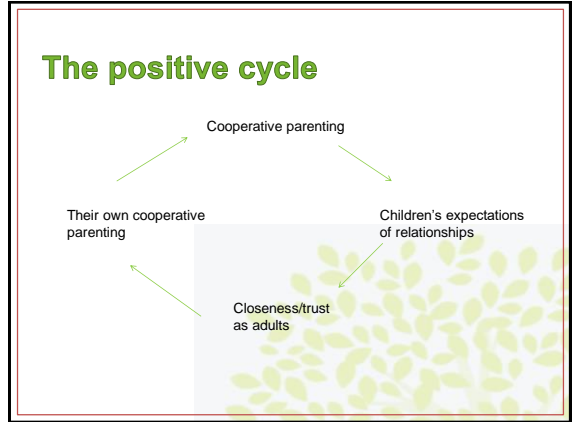 The positive cycle
Cooperative parenting
Their own cooperative
parenting
Children’s expectations
of relationships
Closeness/trust
as adults